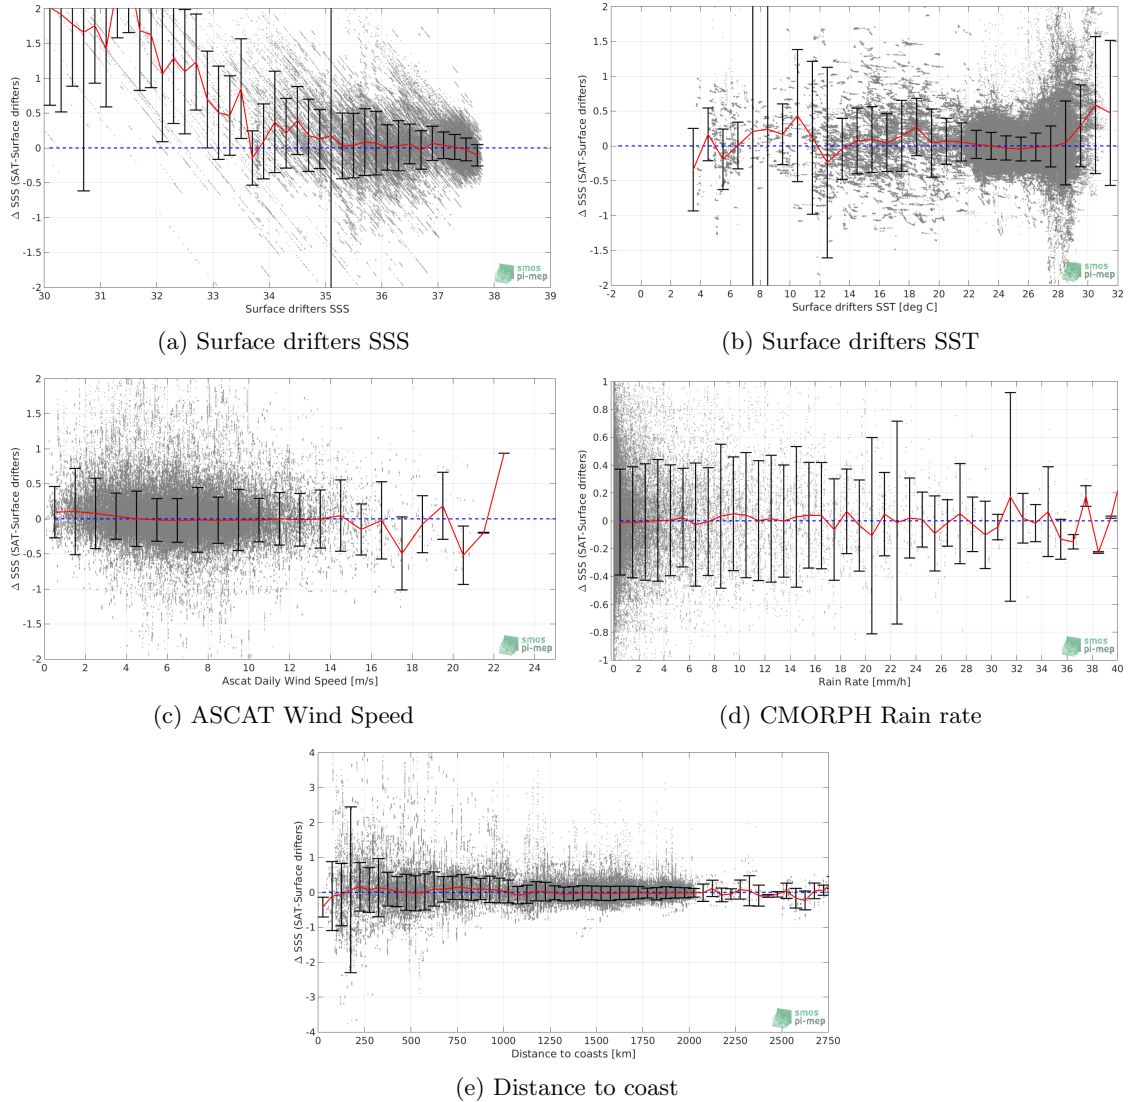 2
1.5
1
0.5
0
-0.5
-1
-1.5
-2
Δ SSS (SAT-Surface drifters)
30 31 32 33 34 35 36 37 38 39
Surface drifters SSS
smos
pi-mep
(a) Surface drifters SSS
2
1.5
1
0.5
0
-0.5
-1
-1.5
-2
Δ SSS (SAT-Surface drifters)
-2 0 2 4 6 8 10 12 14 16 18 20 22 24 26 28 30 32
Surface drifters SST [deg C]
smos
pi-mep
(b) Surface drifters SST
2
1.5
1
0.5
0
-0.5
-1
-1.5
-2
Δ SSS (SAT-Surface drifters)
0 2 4 6 8 10 12 14 16 18 20 22 24
Ascat Daily Wind Speed [m/s]
smos
pi-mep
(c) ASCAT Wind Speed
1
0.8
0.6
0.4
0.2
0
-0.2
-0.4
-0.6
-0.8
-1
Δ SSS (SAT-Surface drifters)
0 2 4 6 8 10 12 14 16 18 20 22 24 26 28 30 32 34 36 38 40
Rain Rate [mm/h]
smos
pi-mep
(d) CMORPH Rain rate
4
3
2
1
0
-1
-2
-3
-4
Δ SSS (SAT-Surface drifters)
0 250 500 750 1000 1250 1500 1750 2000 2250 2500 2750
Distance to coasts [km]
smos
pi-mep
(e) Distance to coast